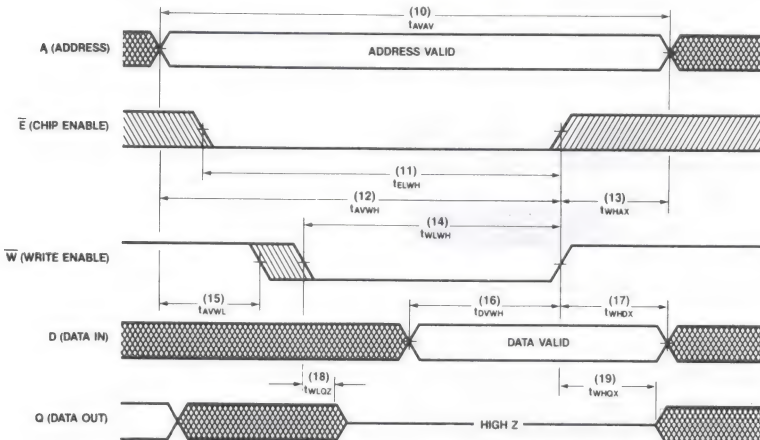 (10)
tAVAV
Ai (ADDRESS)
ADDRESS VALID
E (CHIP ENABLE)
(11)
tELWH
(12)
tAVWH
(13)
tWHAX
(14)
tWLWH
W (WRITE ENABLE)
(15)
tAVWL
(16)
tDVWH
(17)
tWHDX
D (DATA IN)
DATA VALID
(18)
tWLQZ
(19)
tWHQX
Q (DATA OUT)
HIGH Z